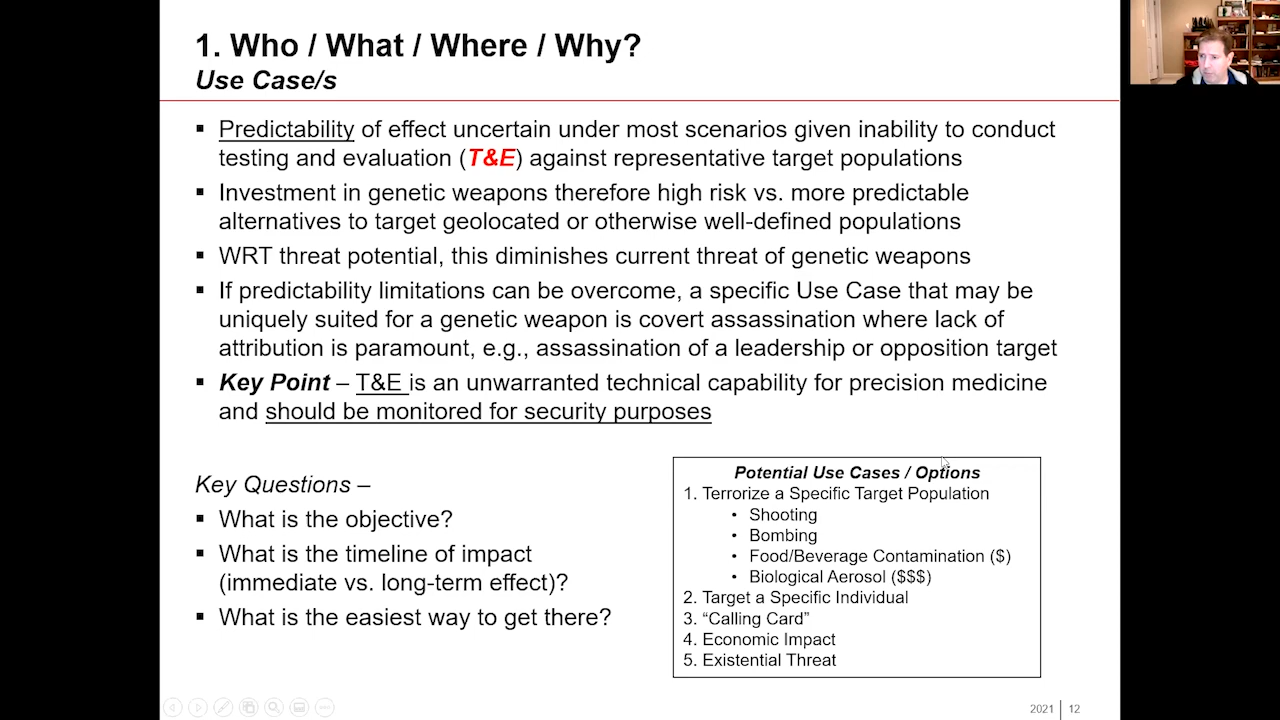 1. Who / What / Where / Why?
Use Case/s
▪ Predictability of effect uncertain under most scenarios given inability to conduct
testing and evaluation (T&E) against representative target populations
▪ Investment in genetic weapons therefore high risk vs. more predictable
alternatives to target geolocated or otherwise well-defined populations
▪ WRT threat potential, this diminishes current threat of genetic weapons
▪ If predictability limitations can be overcome, a specific Use Case that may be
uniquely suited for a genetic weapon is covert assassination where lack of
attribution is paramount, e.g., assassination of a leadership or opposition target
▪ Key Point – T&E is an unwarranted technical capability for precision medicine
and should be monitored for security purposes
Key Questions –
▪ What is the objective?
▪ What is the timeline of impact
(immediate vs. long-term effect)?
▪ What is the easiest way to get there?
Potential Use Cases / Options
1. Terrorize a Specific Target Population
• Shooting
• Bombing
• Food/Beverage Contamination ($)
• Biological Aerosol ($$$)
2. Target a Specific Individual
3. “Calling Card”
4. Economic Impact
5. Existential Threat
2021 | 12